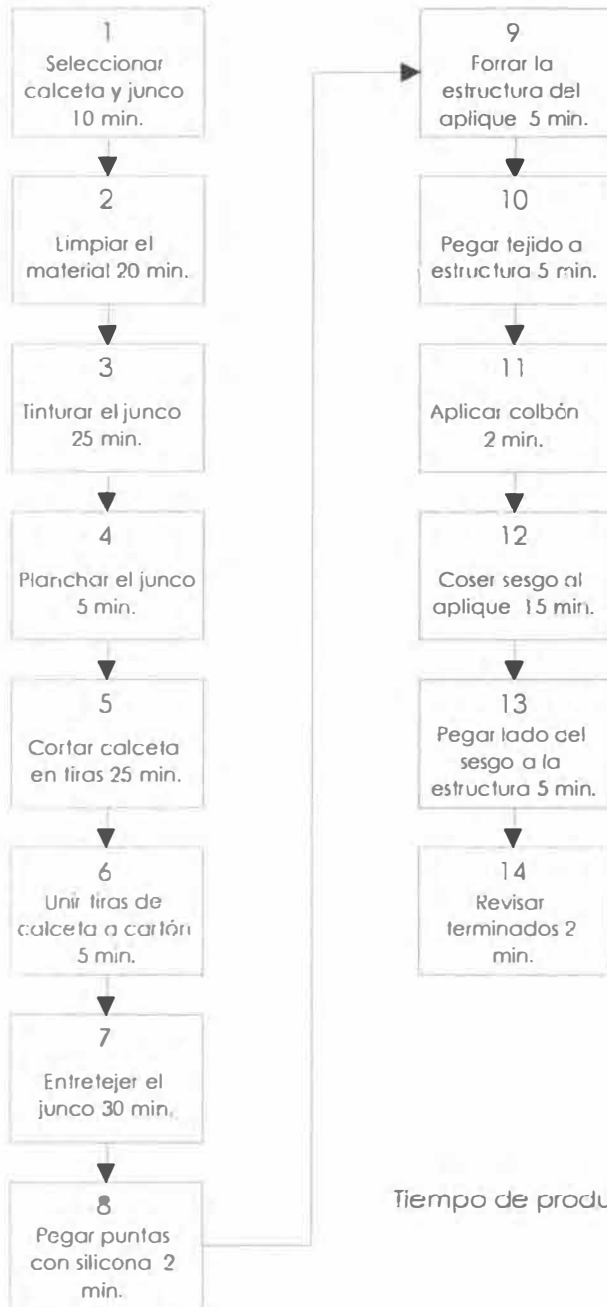 1
Seleccionar
calceta y junco
10 min.
2
Limpiar el
material 20 min.
3
Tinturar el junco
25 min.
4
Planchar el junco
5 min.
5
Cortar calceta
en tiras 25 min.
6
Unir tiras de
calceta a cartón
5 min.
7
Entretejer el
junco 30 min.
8
Pegar puntas
con silicona 2
min.
9
Forrar la
estructura del
aplique 5 min.
10
Pegar tejido a
estructura 5 min.
11
Aplicar colbón
2 min.
12
Coser sesgo al
aplique 15 min.
13
Pegar lado del
sesgo a la
estructura 5 min.
14
Revisar
terminados 2
min.
Tiempo de produ